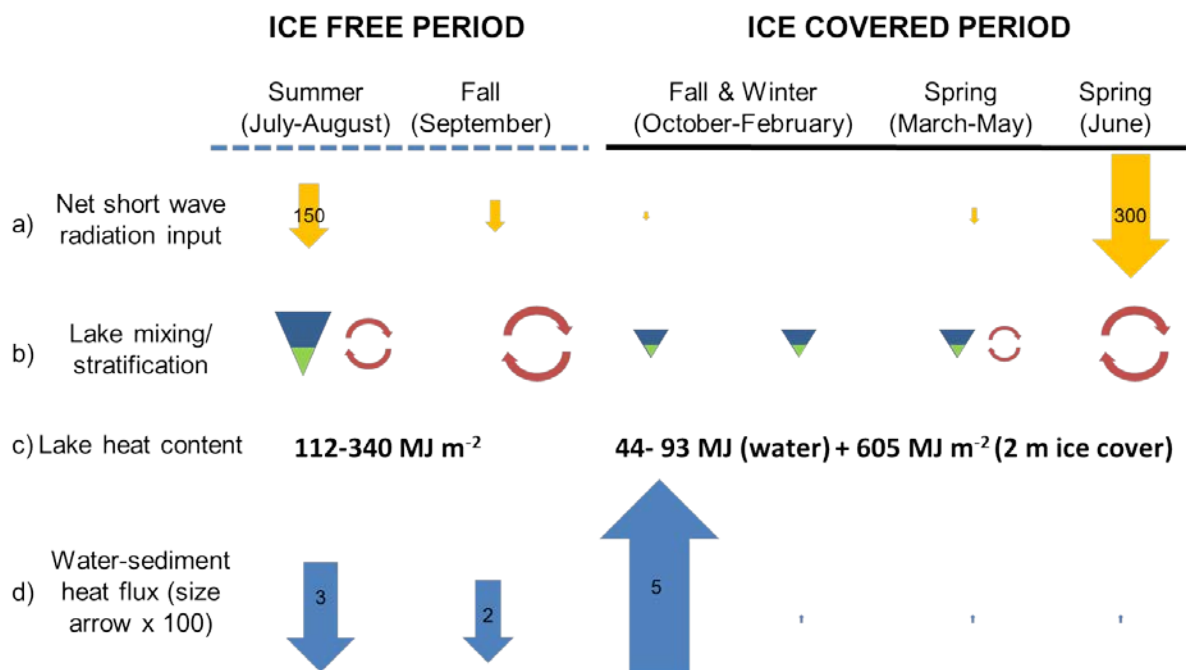 ICE FREE PERIOD
ICE COVERED PERIOD
Summer
(July-August)
Fall
(September)
Fall & Winter
(October-February)
Spring
(March-May)
Spring
(June)
a) Net short wave
radiation input
150
300
b) Lake mixing/
stratification
c) Lake heat content
112-340 MJ m⁻²
44- 93 MJ (water) + 605 MJ m⁻² (2 m ice cover)
d) Water-sediment
heat flux (size
arrow x 100)
3
2
5